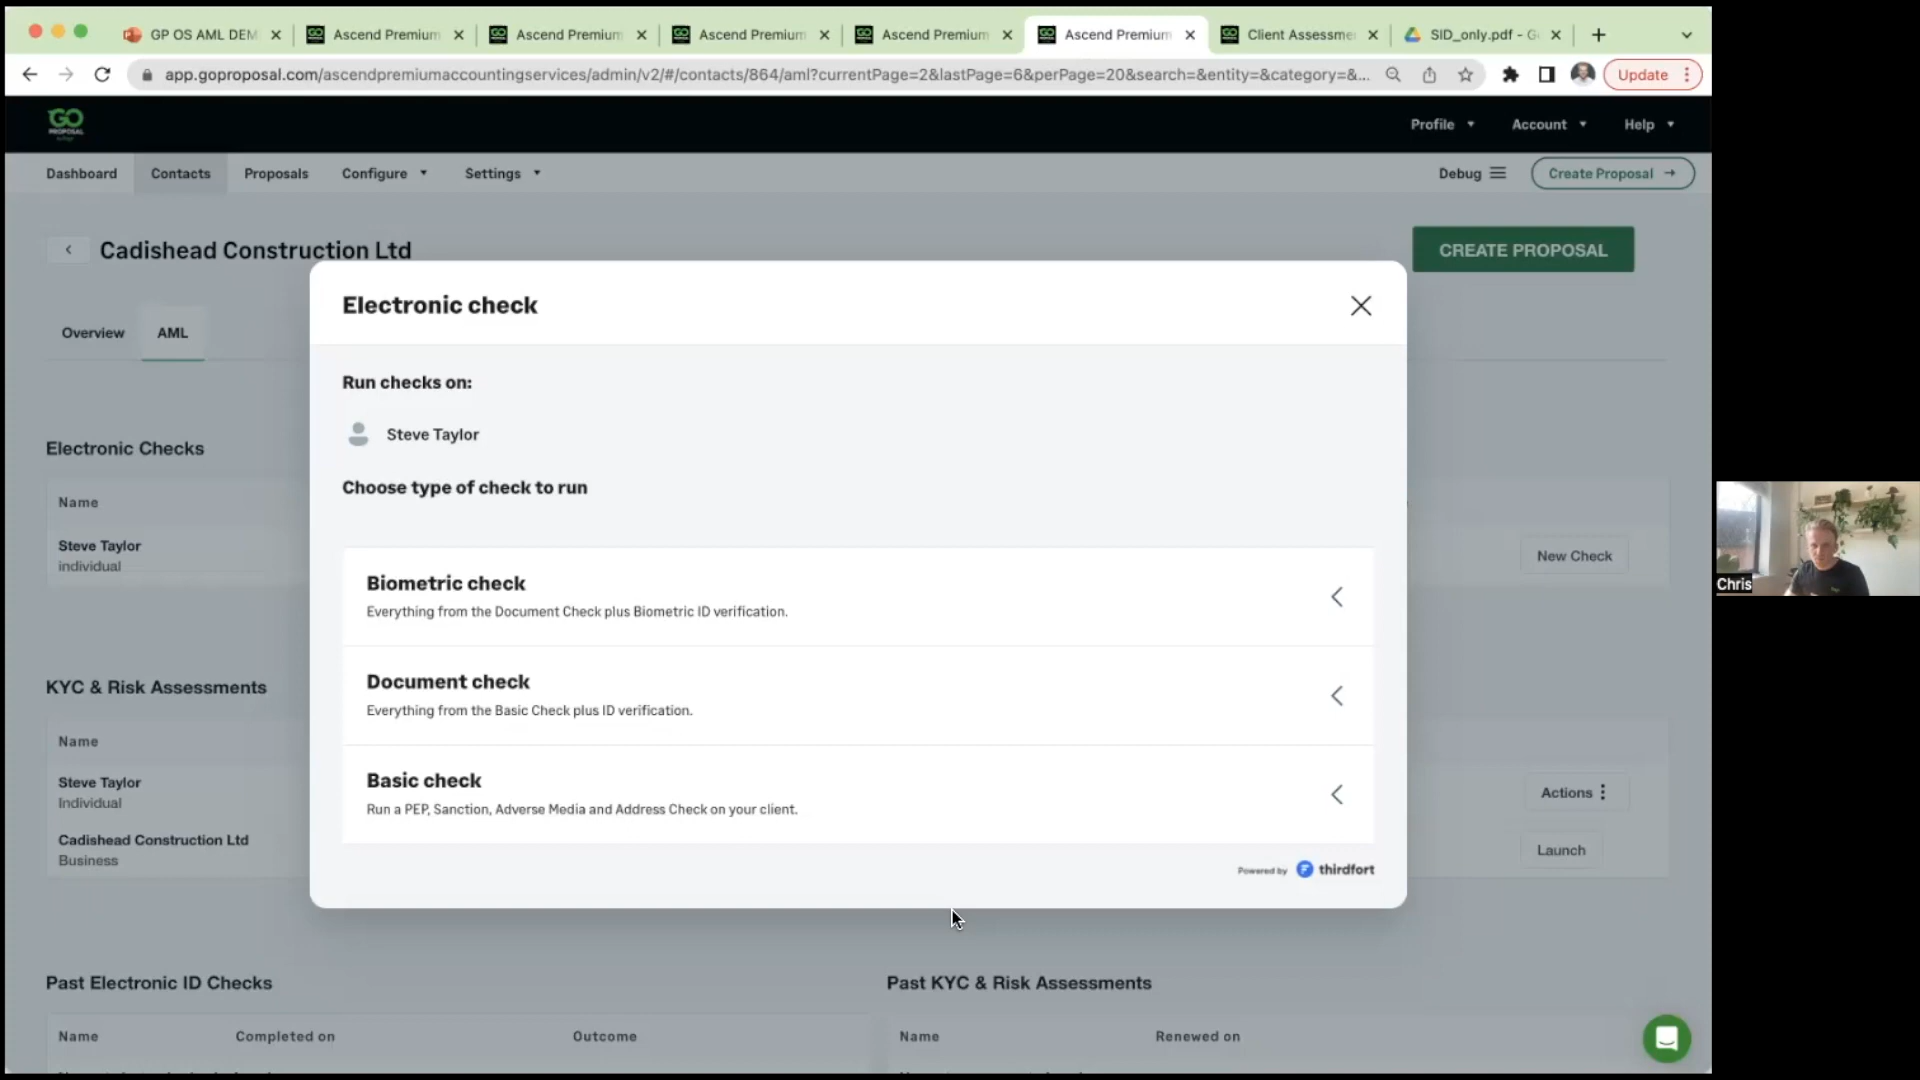 GP OS AML DEM
Ascend Premium
Ascend Premium
Ascend Premium
Ascend Premium
Ascend Premium
Client Assessme
SID_only.pdf - G
app.goproposal.com/ascendpremiumaccountingservices/admin/v2/#/contacts/864/aml?currentPage=2&lastPage=6&perPage=20&search=&entity=&category=&...
Update
GO
PROPOSAL
Profile
Account
Help
Dashboard
Contacts
Proposals
Configure
Settings
Debug
Create Proposal →
Cadishead Construction Ltd
CREATE PROPOSAL
Overview
AML
Electronic check
Run checks on:
Steve Taylor
Choose type of check to run
Biometric check
Everything from the Document Check plus Biometric ID verification.
Document check
Everything from the Basic Check plus ID verification.
Basic check
Run a PEP, Sanction, Adverse Media and Address Check on your client.
Powered by thirdfort
Electronic Checks
Name
Steve Taylor
individual
New Check
KYC & Risk Assessments
Name
Steve Taylor
Individual
Actions
Cadishead Construction Ltd
Business
Launch
Past Electronic ID Checks
Name Completed on Outcome
Past KYC & Risk Assessments
Name Renewed on
Chris